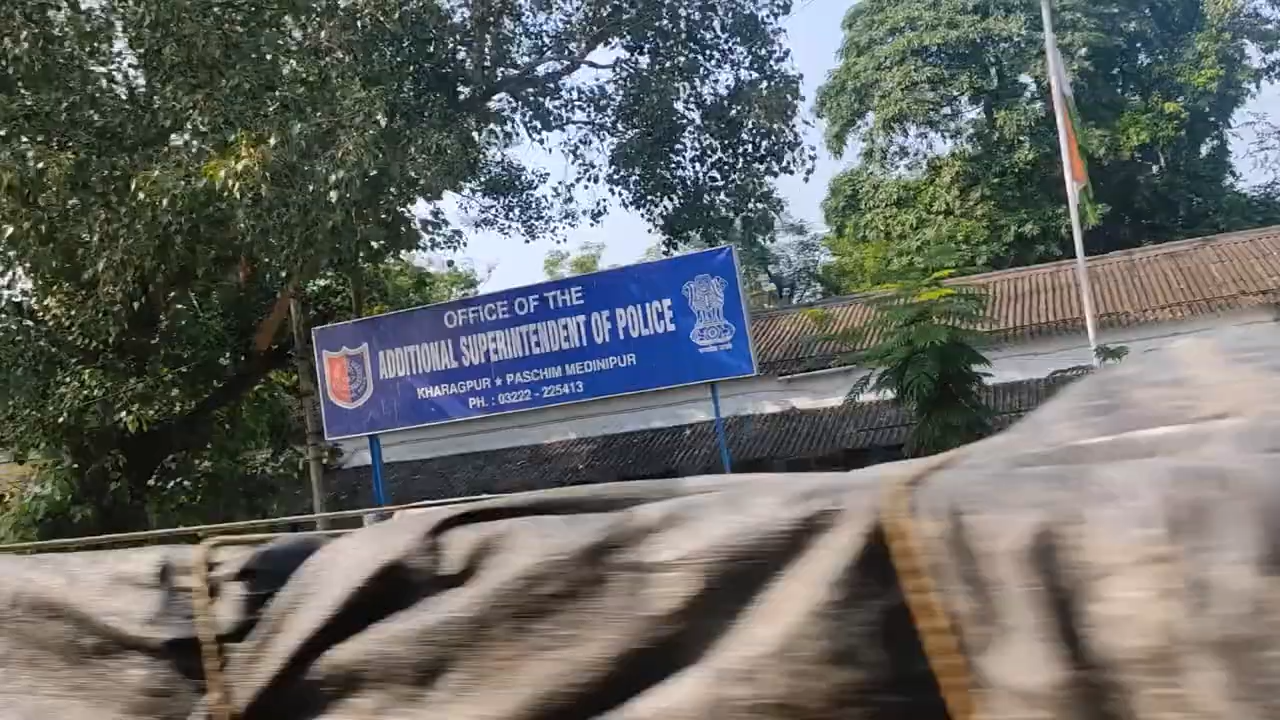 OFFICE OF THE
ADDITIONAL SUPERINTENDENT OF POLICE
KHARAGPUR ★ PASCHIM MEDINIPUR
PH. : 03222 - 225413